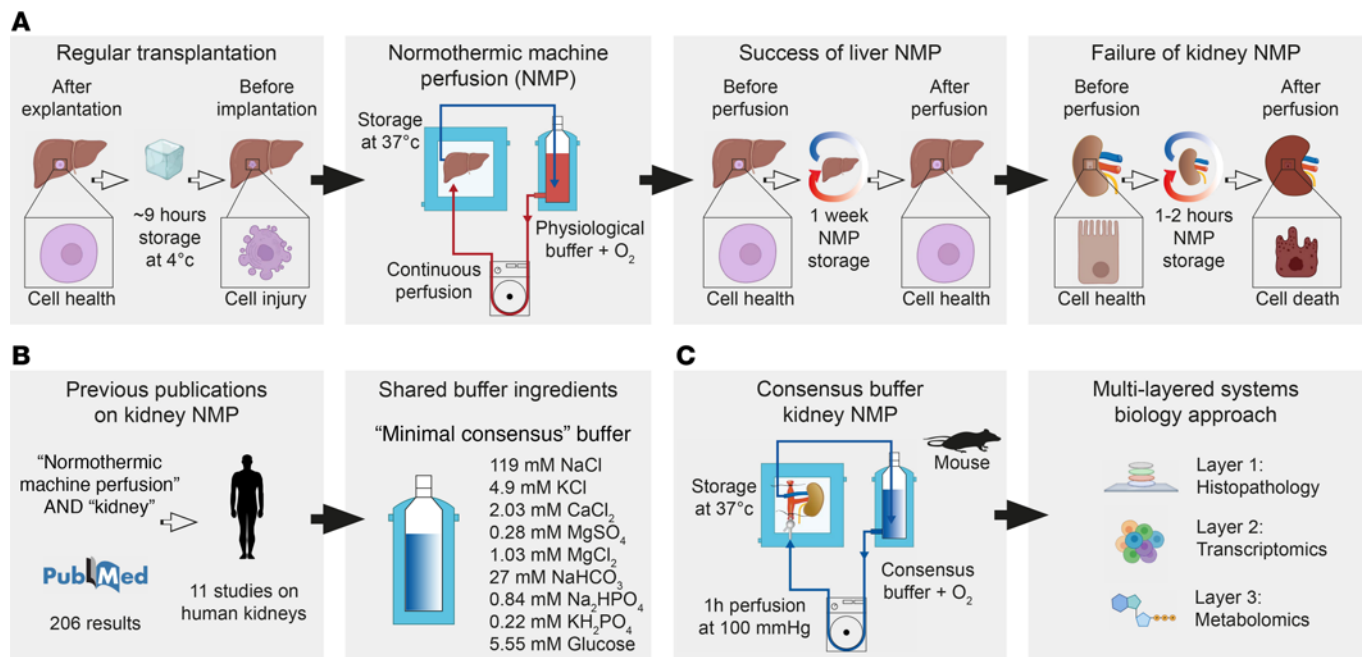 A
Regular transplantation
After
explantation
Before
implantation
~9 hours
storage
at 4°c
Cell health
Cell injury
Normothermic machine
perfusion (NMP)
Storage
at 37°c
Physiological
buffer + O₂
Continuous
perfusion
Success of liver NMP
Before
perfusion
After
perfusion
1 week
NMP
storage
Cell health
Cell health
Failure of kidney NMP
Before
perfusion
After
perfusion
1-2 hours
NMP
storage
Cell health
Cell death
B
Previous publications
on kidney NMP
“Normothermic
machine perfusion”
AND “kidney”
PubMed
206 results
11 studies on
human kidneys
Shared buffer ingredients
“Minimal consensus” buffer
119 mM NaCl
4.9 mM KCl
2.03 mM CaCl₂
0.28 mM MgSO₄
1.03 mM MgCl₂
27 mM NaHCO₃
0.84 mM Na₂HPO₄
0.22 mM KH₂PO₄
5.55 mM Glucose
C
Consensus buffer
kidney NMP
Mouse
Storage
at 37°c
Consensus
buffer + O₂
1h perfusion
at 100 mmHg
Multi-layered systems
biology approach
Layer 1:
Histopathology
Layer 2:
Transcriptomics
Layer 3:
Metabolomics